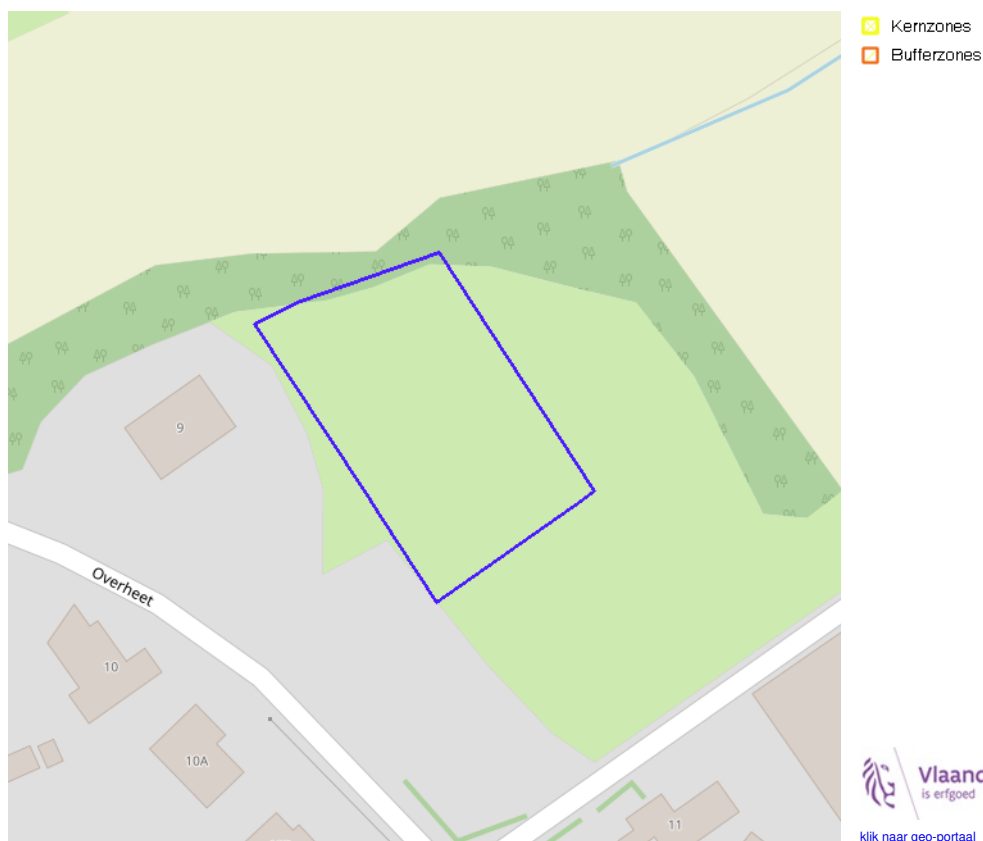 Kernzones
Bufferzones
9
Overheet
10
10A
11
Vlaand
is erfgoed
klik naar geo-portaal